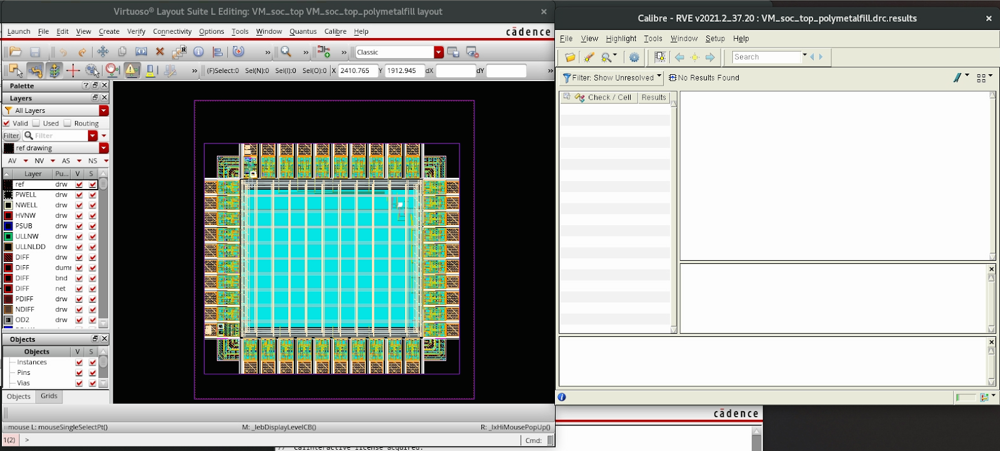 Virtuoso® Layout Suite L Editing: VM_soc_top VM_soc_top_polymetalfill layout
Launch File Edit View Create Verify Connectivity Options Tools Window Quantus Calibre Help
cādence
Classic
(F)Select:0 Sel(N):0 Sel(I):0 Sel(O):0 X 2410.765 Y 1912.945 dX dY
Palette
Layers
All Layers
Valid Used Routing
Filter Filter
ref drawing
AV NV AS NS
Layer Pu... V S
ref drw
PWELL drw
NWELL drw
HVNW drw
PSUB drw
ULLNW drw
ULLNLDD drw
DIFF drw
DIFF dumr
DIFF bnd
DIFF net
PDIFF drw
NDIFF drw
OD2 drw
Objects
Objects V S
Instances
Pins
Vias
Objects Grids
mouse L: mouseSingleSelectPt() M: _lebDisplayLevelCB() R: _lxHiMousePopUp()
1(2) > Cmd:
Calibre - RVE v2021.2_37.20 : VM_soc_top_polymetalfill.drc.results
File View Highlight Tools Window Setup Help
Search
Filter: Show Unresolved No Results Found
Check / Cell Results
cādence
// Calinteractive license acquired.